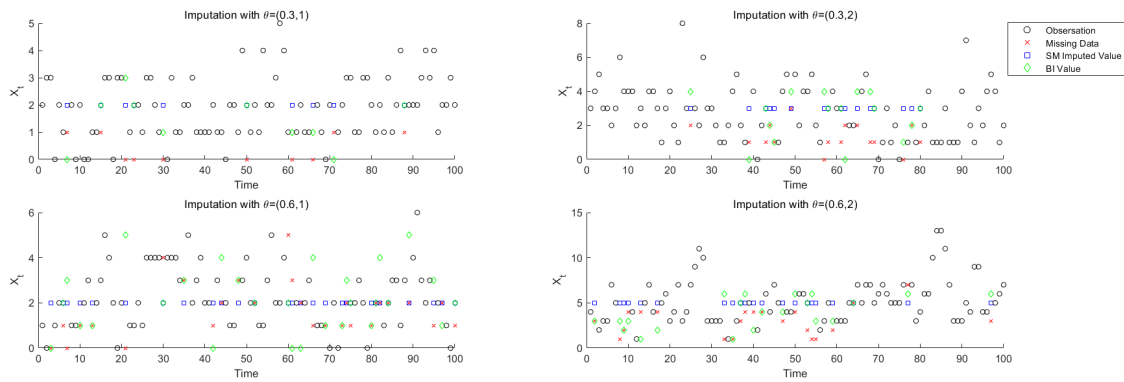 Imputation with θ=(0.3,1)
5
4
3
2
1
0
X_t
0 10 20 30 40 50 60 70 80 90 100
Time
Imputation with θ=(0.3,2)
8
6
4
2
0
X_t
0 10 20 30 40 50 60 70 80 90 100
Time
Obsersation
Missing Data
SM Imputed Value
BI Value
Imputation with θ=(0.6,1)
6
4
2
0
X_t
0 10 20 30 40 50 60 70 80 90 100
Time
Imputation with θ=(0.6,2)
15
10
5
0
X_t
0 10 20 30 40 50 60 70 80 90 100
Time